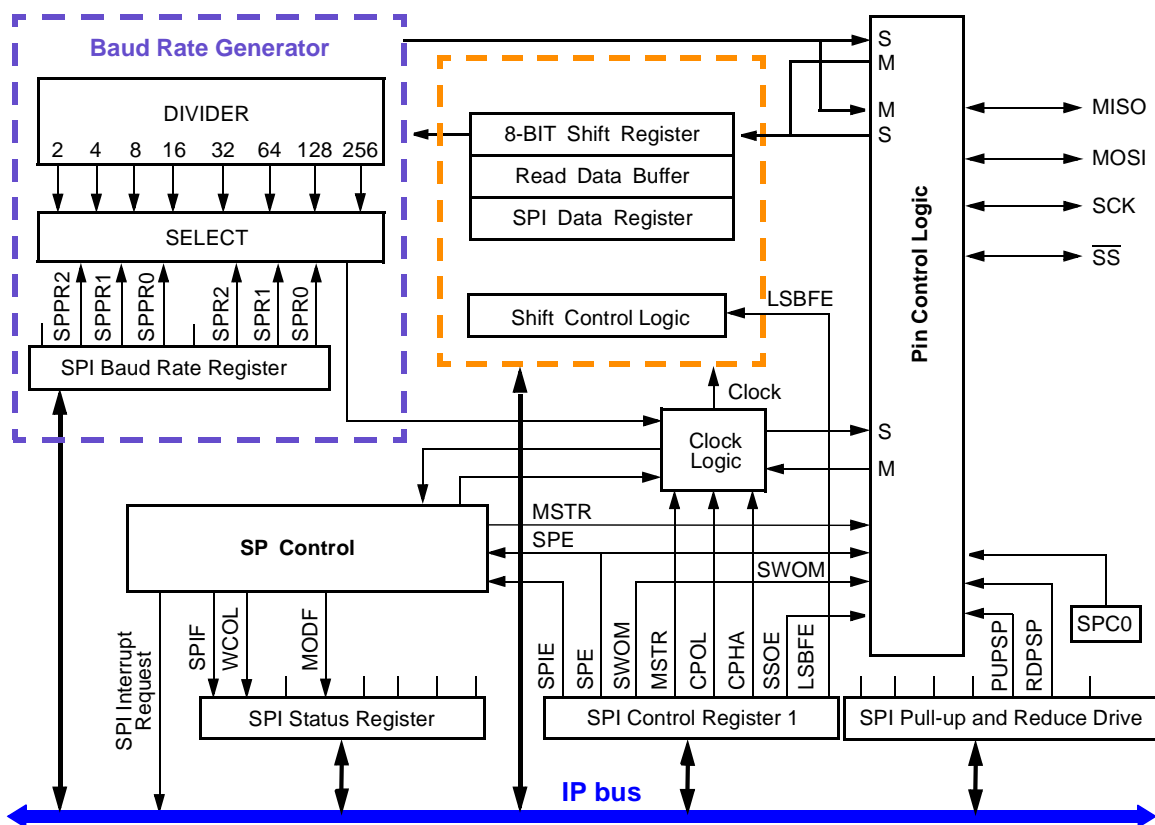 Baud Rate Generator
DIVIDER
2 4 8 16 32 64 128 256
SELECT
SPPR2
SPPR1
SPPR0
SPR2
SPR1
SPR0
SPI Baud Rate Register
8-BIT Shift Register
Read Data Buffer
SPI Data Register
Shift Control Logic
LSBFE
Clock
Clock
Logic
S
M
M
S
S
M
Pin Control Logic
MISO
MOSI
SCK
SS
SP Control
MSTR
SPE
SWOM
SPC0
SPI Interrupt
Request
SPIF
WCOL
MODF
SPI Status Register
SPIE
SPE
SWOM
MSTR
CPOL
CPHA
SSOE
LSBFE
SPI Control Register 1
PUPSP
RDPSP
SPI Pull-up and Reduce Drive
IP bus